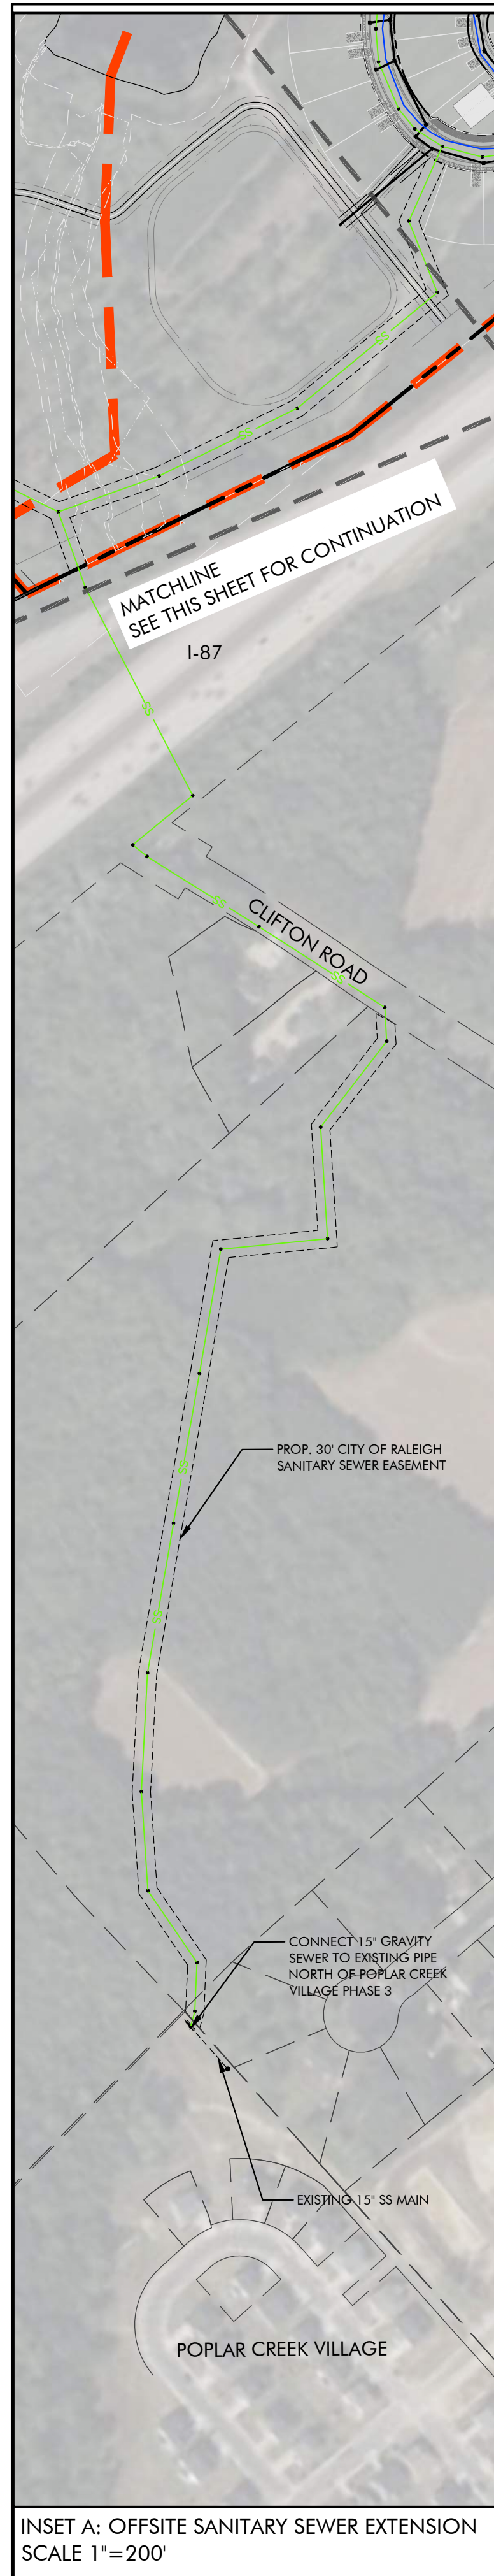 SS
SS
MATCHLINE
SEE THIS SHEET FOR CONTINUATION
I-87
SS
SS
CLIFTON ROAD
SS
PROP. 30' CITY OF RALEIGH
SANITARY SEWER EASEMENT
SS
SS
CONNECT 15" GRAVITY
SEWER TO EXISTING PIPE
NORTH OF POPLAR CREEK
VILLAGE PHASE 3
EXISTING 15" SS MAIN
POPLAR CREEK VILLAGE
INSET A: OFFSITE SANITARY SEWER EXTENSION
SCALE 1"=200'